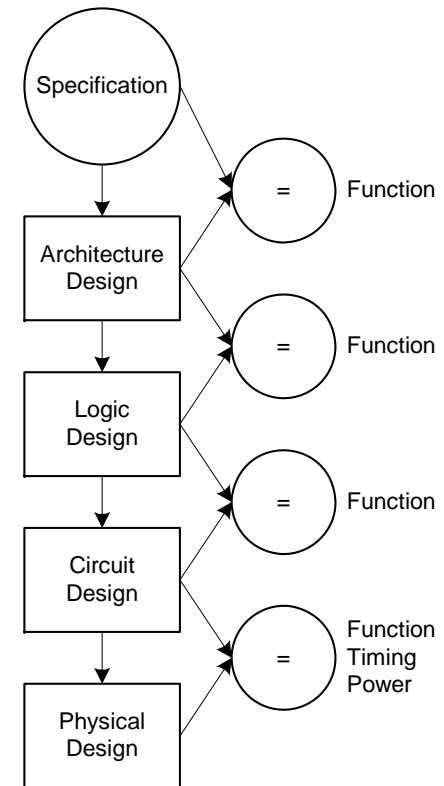 Specification
=
Function
Architecture
Design
=
Function
Logic
Design
=
Function
Circuit
Design
=
Function
Timing
Power
Physical
Design